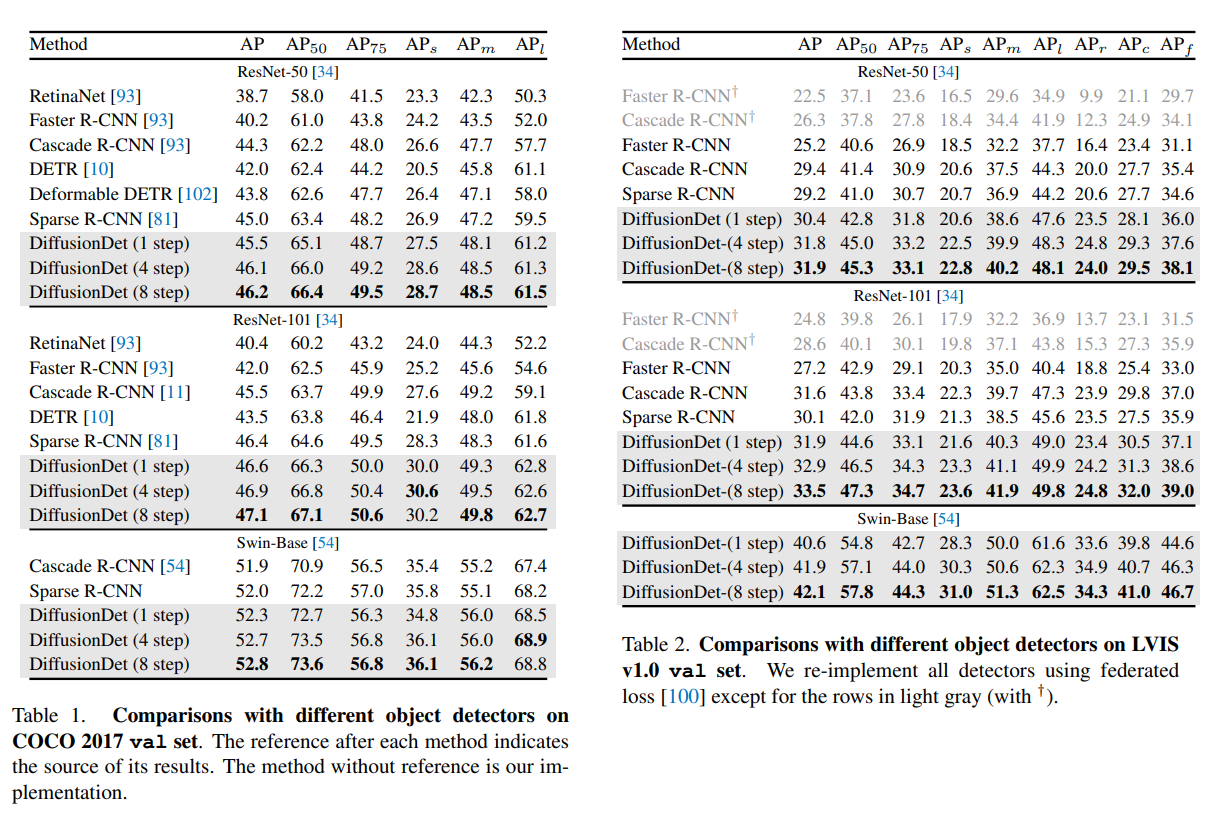 Method AP AP50 AP75 APs APm APl
ResNet-50 [34]
RetinaNet [93] 38.7 58.0 41.5 23.3 42.3 50.3
Faster R-CNN [93] 40.2 61.0 43.8 24.2 43.5 52.0
Cascade R-CNN [93] 44.3 62.2 48.0 26.6 47.7 57.7
DETR [10] 42.0 62.4 44.2 20.5 45.8 61.1
Deformable DETR [102] 43.8 62.6 47.7 26.4 47.1 58.0
Sparse R-CNN [81] 45.0 63.4 48.2 26.9 47.2 59.5
DiffusionDet (1 step) 45.5 65.1 48.7 27.5 48.1 61.2
DiffusionDet (4 step) 46.1 66.0 49.2 28.6 48.5 61.3
DiffusionDet (8 step) 46.2 66.4 49.5 28.7 48.5 61.5
ResNet-101 [34]
RetinaNet [93] 40.4 60.2 43.2 24.0 44.3 52.2
Faster R-CNN [93] 42.0 62.5 45.9 25.2 45.6 54.6
Cascade R-CNN [11] 45.5 63.7 49.9 27.6 49.2 59.1
DETR [10] 43.5 63.8 46.4 21.9 48.0 61.8
Sparse R-CNN [81] 46.4 64.6 49.5 28.3 48.3 61.6
DiffusionDet (1 step) 46.6 66.3 50.0 30.0 49.3 62.8
DiffusionDet (4 step) 46.9 66.8 50.4 30.6 49.5 62.6
DiffusionDet (8 step) 47.1 67.1 50.6 30.2 49.8 62.7
Swin-Base [54]
Cascade R-CNN [54] 51.9 70.9 56.5 35.4 55.2 67.4
Sparse R-CNN 52.0 72.2 57.0 35.8 55.1 68.2
DiffusionDet (1 step) 52.3 72.7 56.3 34.8 56.0 68.5
DiffusionDet (4 step) 52.7 73.5 56.8 36.1 56.0 68.9
DiffusionDet (8 step) 52.8 73.6 56.8 36.1 56.2 68.8
Table 1. Comparisons with different object detectors on
COCO 2017 val set. The reference after each method indicates
the source of its results. The method without reference is our im-
plementation.
Method AP AP50 AP75 APs APm APl APr APc APf
ResNet-50 [34]
Faster R-CNN† 22.5 37.1 23.6 16.5 29.6 34.9 9.9 21.1 29.7
Cascade R-CNN† 26.3 37.8 27.8 18.4 34.4 41.9 12.3 24.9 34.1
Faster R-CNN 25.2 40.6 26.9 18.5 32.2 37.7 16.4 23.4 31.1
Cascade R-CNN 29.4 41.4 30.9 20.6 37.5 44.3 20.0 27.7 35.4
Sparse R-CNN 29.2 41.0 30.7 20.7 36.9 44.2 20.6 27.7 34.6
DiffusionDet (1 step) 30.4 42.8 31.8 20.6 38.6 47.6 23.5 28.1 36.0
DiffusionDet-(4 step) 31.8 45.0 33.2 22.5 39.9 48.3 24.8 29.3 37.6
DiffusionDet-(8 step) 31.9 45.3 33.1 22.8 40.2 48.1 24.0 29.5 38.1
ResNet-101 [34]
Faster R-CNN† 24.8 39.8 26.1 17.9 32.2 36.9 13.7 23.1 31.5
Cascade R-CNN† 28.6 40.1 30.1 19.8 37.1 43.8 15.3 27.3 35.9
Faster R-CNN 27.2 42.9 29.1 20.3 35.0 40.4 18.8 25.4 33.0
Cascade R-CNN 31.6 43.8 33.4 22.3 39.7 47.3 23.9 29.8 37.0
Sparse R-CNN 30.1 42.0 31.9 21.3 38.5 45.6 23.5 27.5 35.9
DiffusionDet (1 step) 31.9 44.6 33.1 21.6 40.3 49.0 23.4 30.5 37.1
DiffusionDet-(4 step) 32.9 46.5 34.3 23.3 41.1 49.9 24.2 31.3 38.6
DiffusionDet-(8 step) 33.5 47.3 34.7 23.6 41.9 49.8 24.8 32.0 39.0
Swin-Base [54]
DiffusionDet-(1 step) 40.6 54.8 42.7 28.3 50.0 61.6 33.6 39.8 44.6
DiffusionDet-(4 step) 41.9 57.1 44.0 30.3 50.6 62.3 34.9 40.7 46.3
DiffusionDet-(8 step) 42.1 57.8 44.3 31.0 51.3 62.5 34.3 41.0 46.7
Table 2. Comparisons with different object detectors on LVIS
v1.0 val set. We re-implement all detectors using federated
loss [100] except for the rows in light gray (with †).